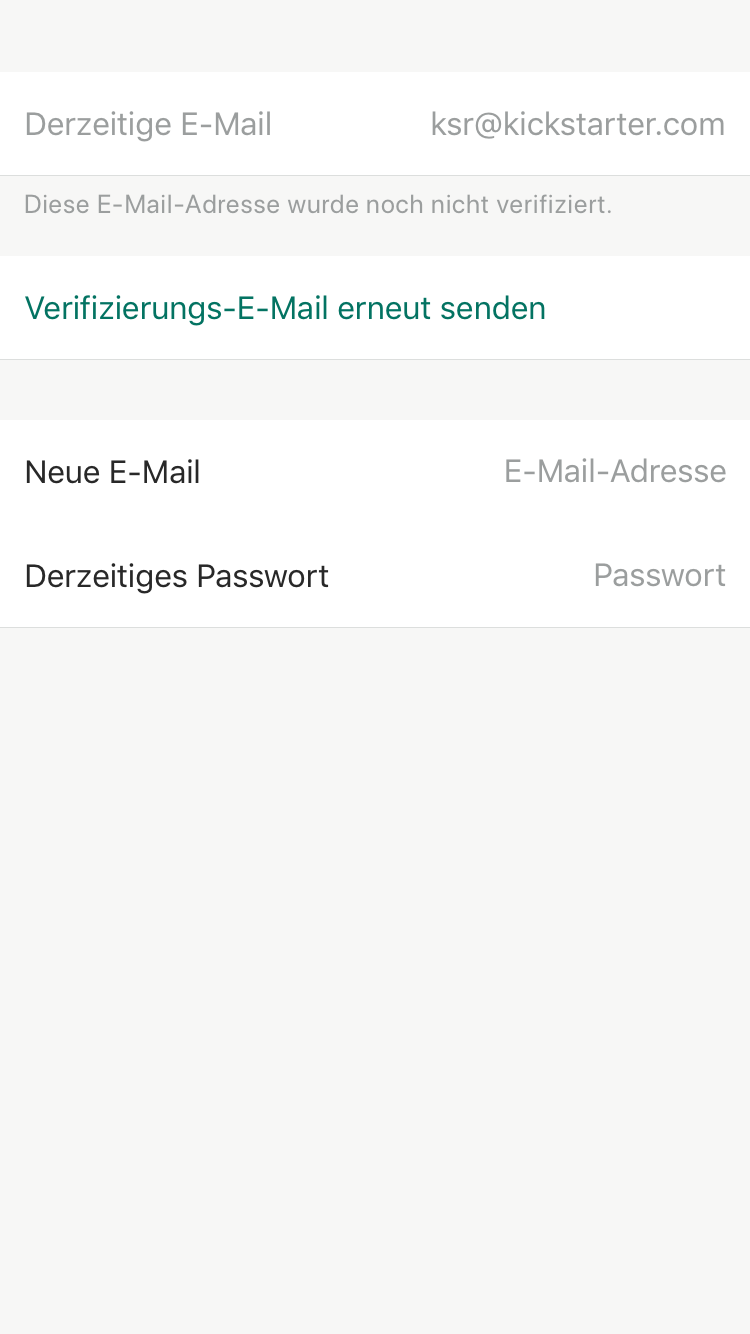 Derzeitige E-Mail ksr@kickstarter.com
Diese E-Mail-Adresse wurde noch nicht verifiziert.
Verifizierungs-E-Mail erneut senden
Neue E-Mail E-Mail-Adresse
Derzeitiges Passwort Passwort